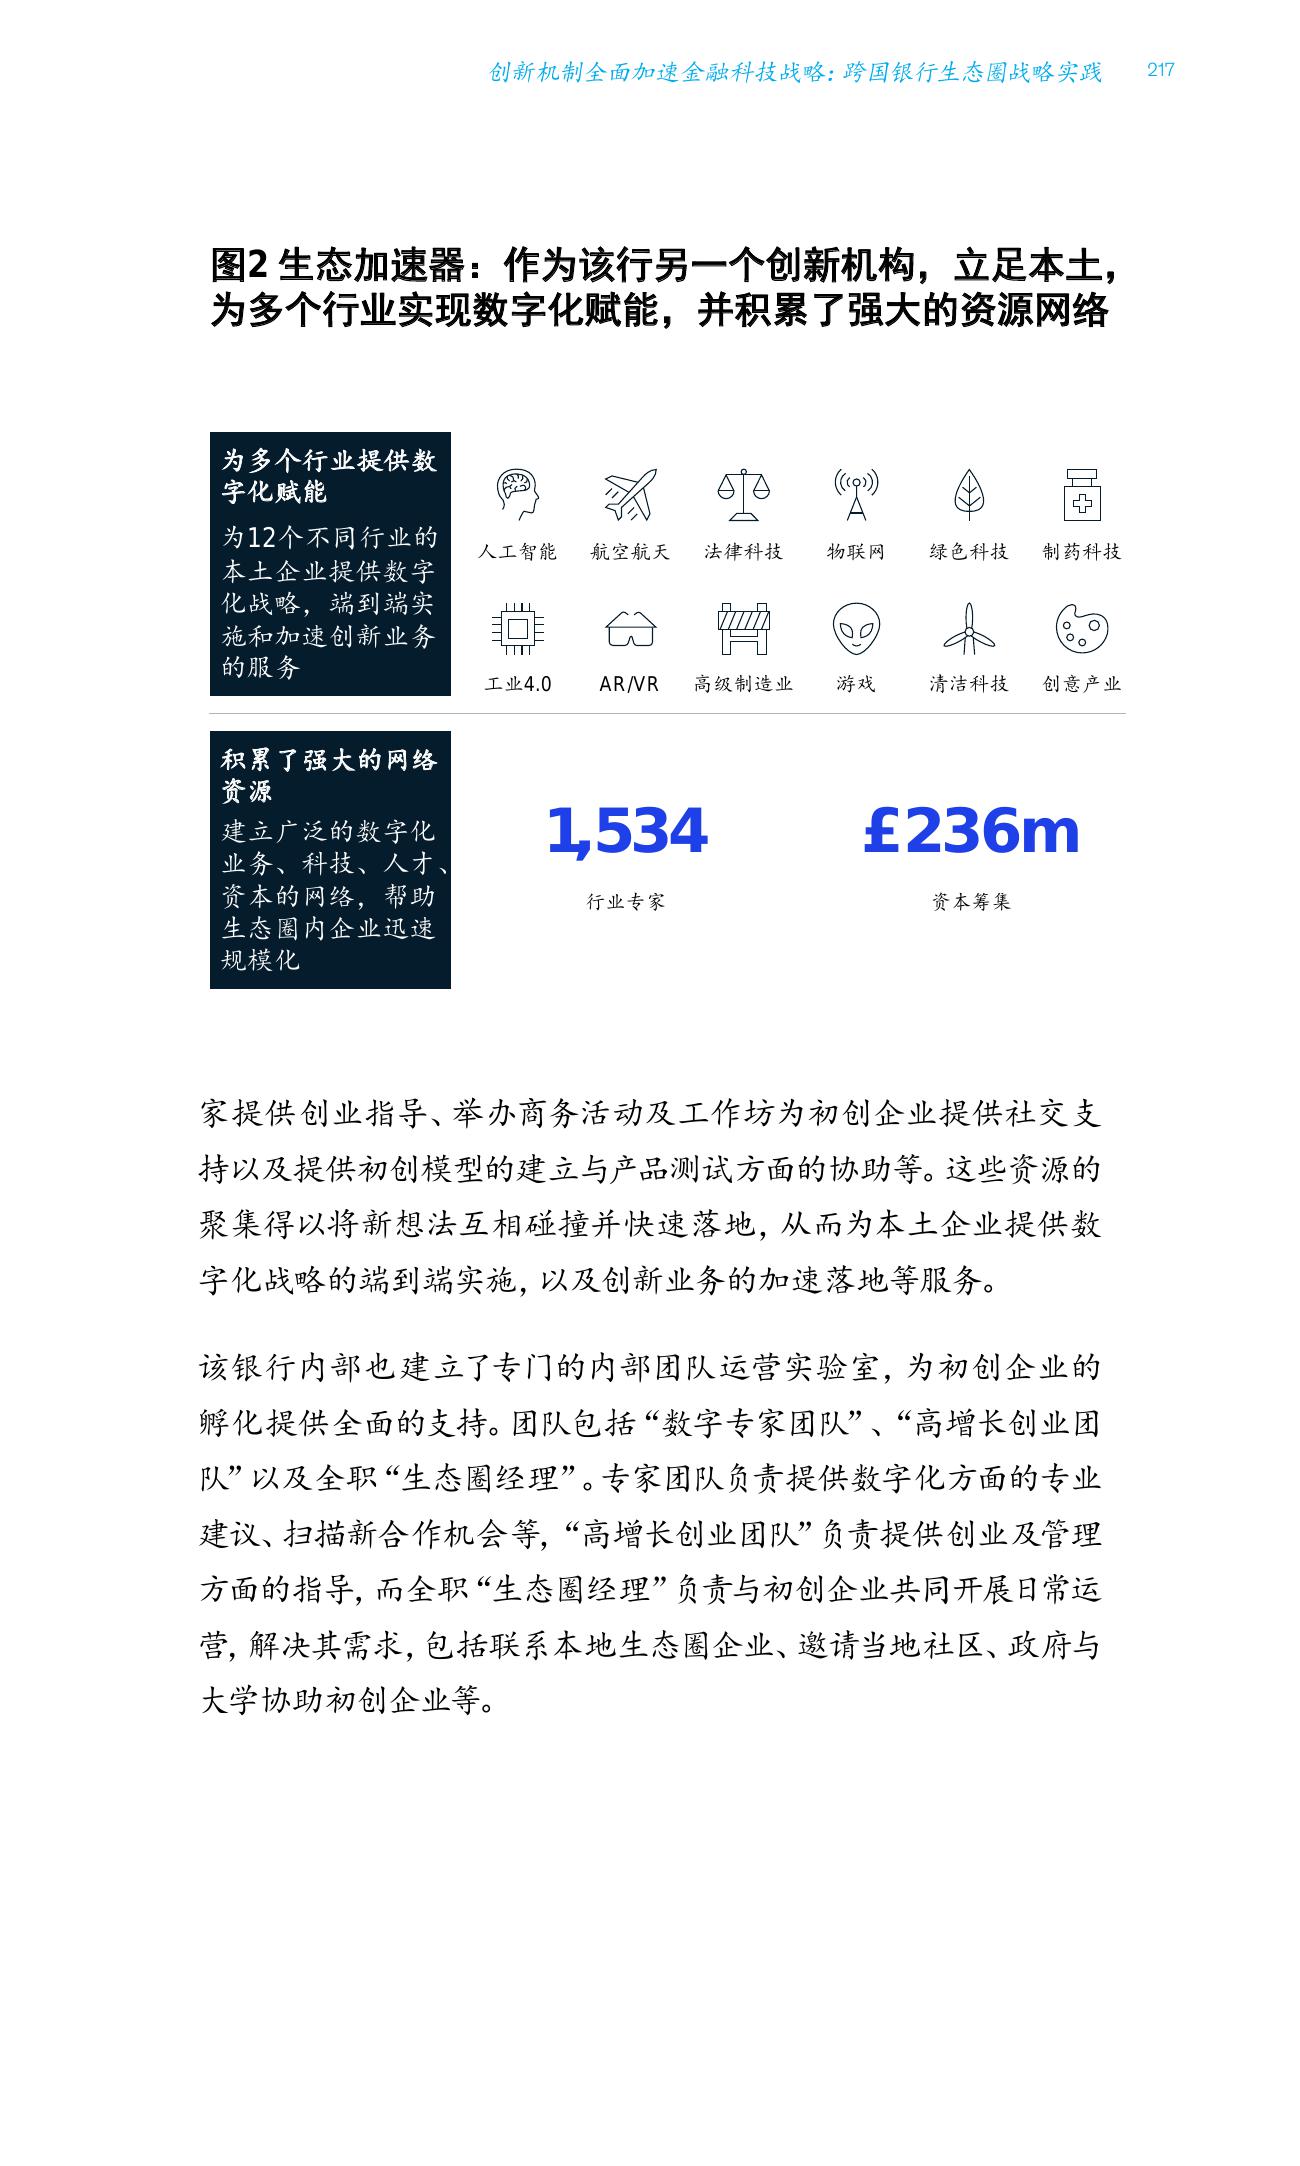 创新机制全面加速金融科技战略：跨国银行生态圈战略实践 217
图2 生态加速器：作为该行另一个创新机构，立足本土，
为多个行业实现数字化赋能，并积累了强大的资源网络
为多个行业提供数
字化赋能
为12个不同行业的
本土企业提供数字
化战略，端到端实
施和加速创新业务
的服务
人工智能 航空航天 法律科技 物联网 绿色科技 制药科技
工业4.0 AR/VR 高级制造业 游戏 清洁科技 创意产业
积累了强大的网络
资源
建立广泛的数字化
业务、科技、人才、
资本的网络，帮助
生态圈内企业迅速
规模化
1,534 £236m
行业专家 资本筹集
家提供创业指导、举办商务活动及工作坊为初创企业提供社交支
持以及提供初创模型的建立与产品测试方面的协助等。这些资源的
聚集得以将新想法互相碰撞并快速落地，从而为本土企业提供数
字化战略的端到端实施，以及创新业务的加速落地等服务。
该银行内部也建立了专门的内部团队运营实验室，为初创企业的
孵化提供全面的支持。团队包括“数字专家团队”、“高增长创业团
队”以及全职“生态圈经理”。专家团队负责提供数字化方面的专业
建议、扫描新合作机会等，“高增长创业团队”负责提供创业及管理
方面的指导，而全职“生态圈经理”负责与初创企业共同开展日常运
营，解决其需求，包括联系本地生态圈企业、邀请当地社区、政府与
大学协助初创企业等。